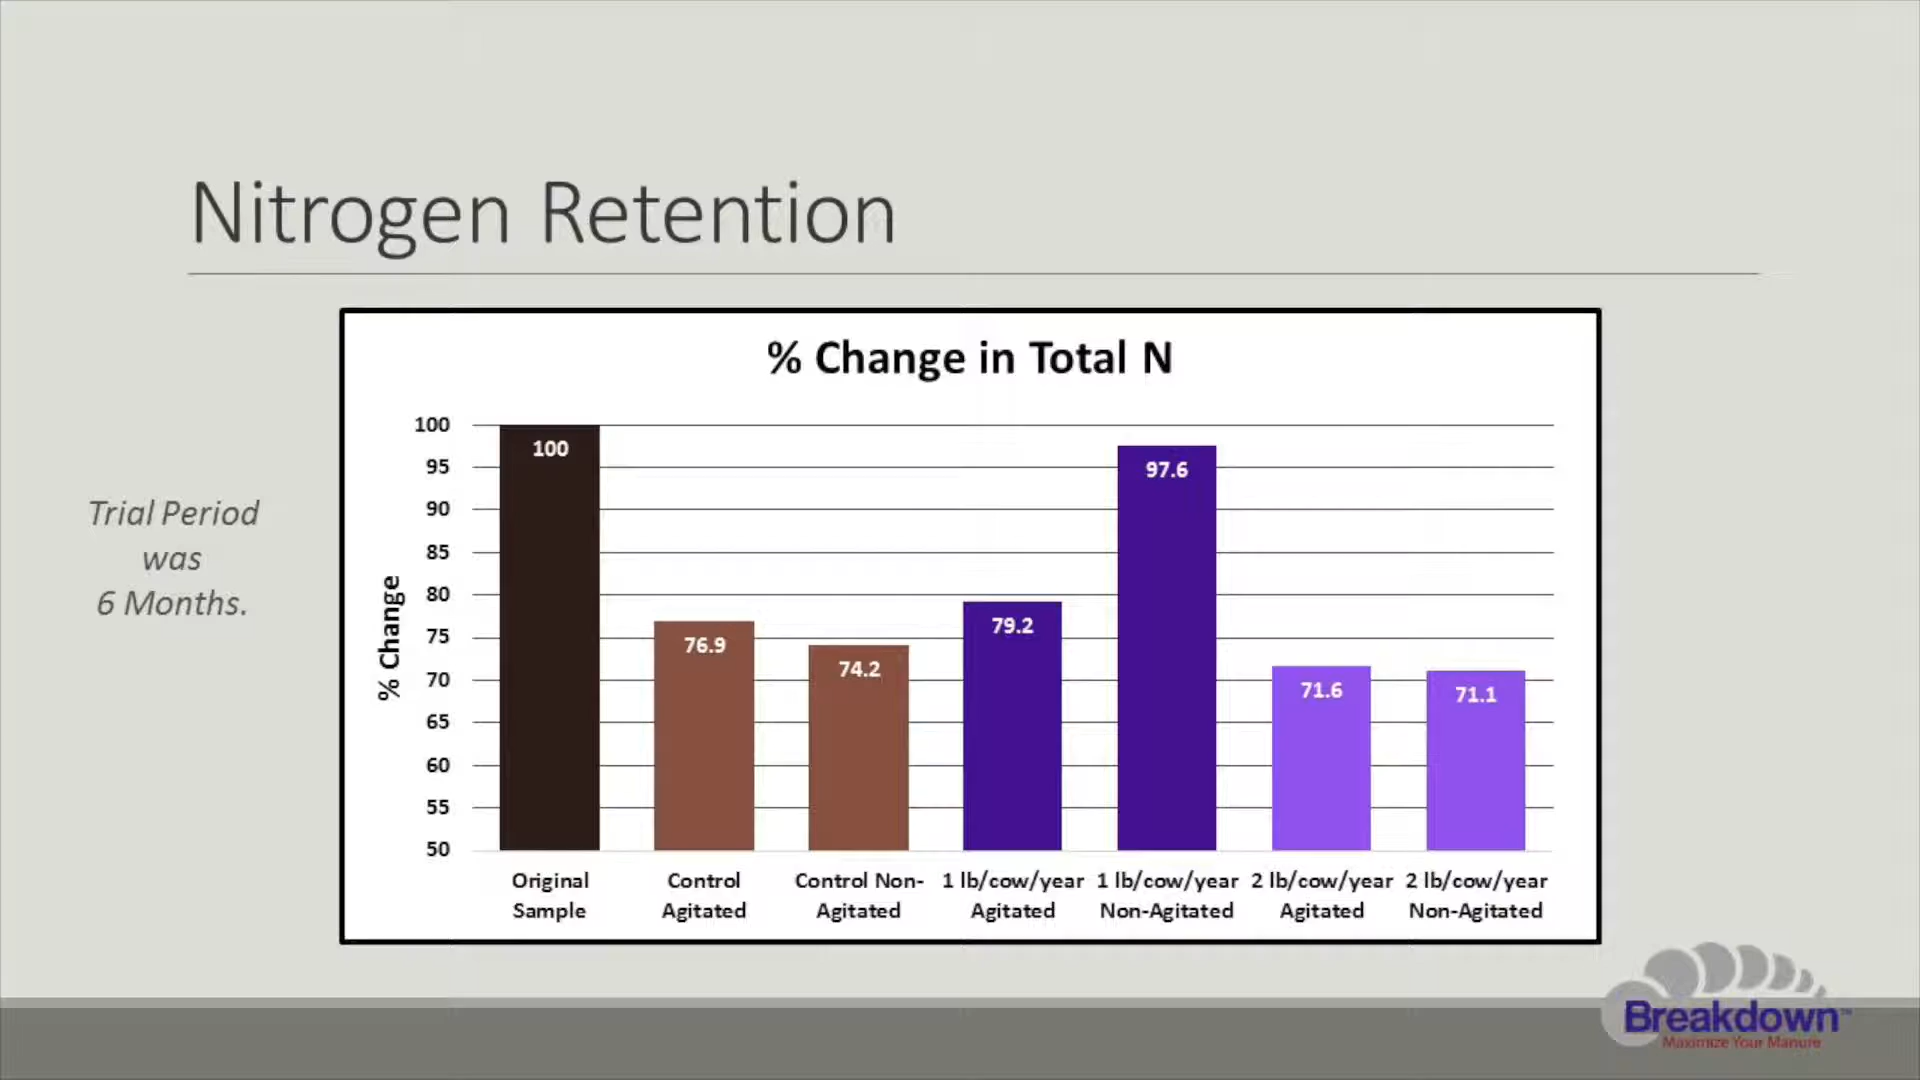 Nitrogen Retention
Trial Period
was
6 Months.
% Change in Total N
% Change
100
95
90
85
80
75
70
65
60
55
50
100
76.9
74.2
79.2
97.6
71.6
71.1
Original
Sample
Control
Agitated
Control Non-
Agitated
1 lb/cow/year
Agitated
1 lb/cow/year
Non-Agitated
2 lb/cow/year
Agitated
2 lb/cow/year
Non-Agitated
Breakdown™
Maximize Your Manure